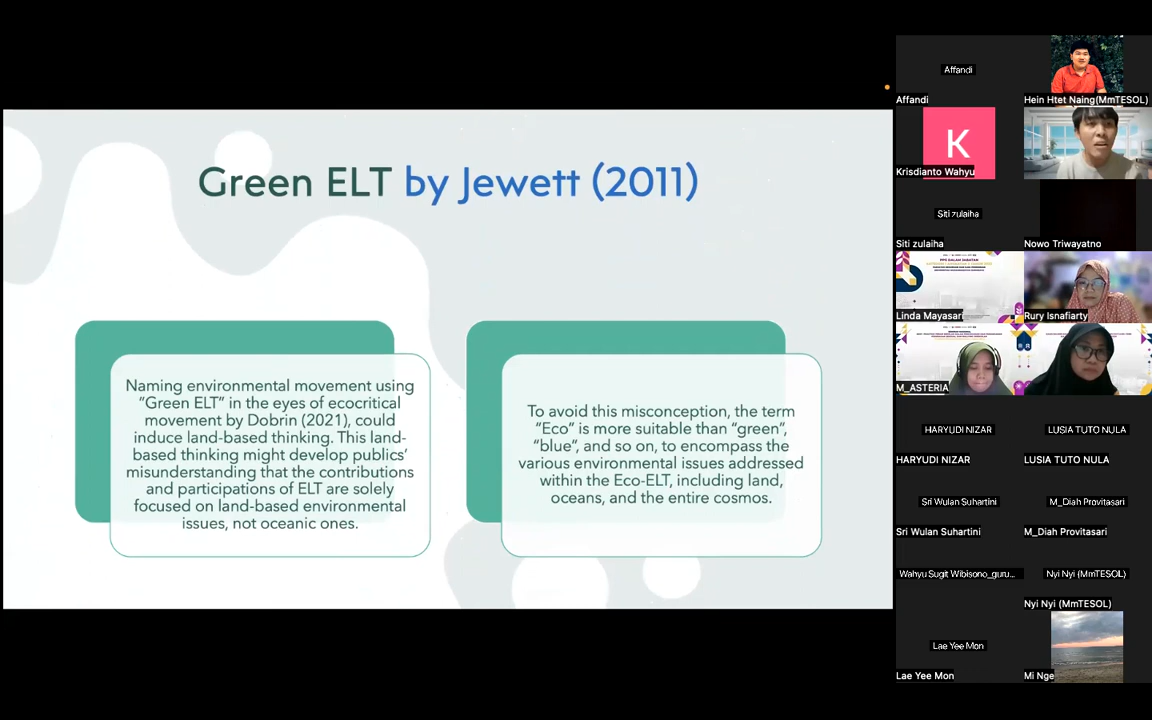 Green ELT by Jewett (2011)
Naming environmental movement using
“Green ELT” in the eyes of ecocritical
movement by Dobrin (2021), could
induce land-based thinking. This land-
based thinking might develop publics’
misunderstanding that the contributions
and participations of ELT are solely
focused on land-based environmental
issues, not oceanic ones.
To avoid this misconception, the term
“Eco” is more suitable than “green”,
“blue”, and so on, to encompass the
various environmental issues addressed
within the Eco-ELT, including land,
oceans, and the entire cosmos.
Affandi
Affandi
Hein Htet Naing(MmTESOL)
K
Krisdianto Wahyu
Siti zulaiha
Siti zulaiha
Nowo Triwayatno
Linda Mayasari
Rury Isnafiarty
M_ASTERIA
HARYUDI NIZAR
LUSIA TUTO NULA
HARYUDI NIZAR
LUSIA TUTO NULA
Sri Wulan Suhartini
M_Diah Provitasari
Sri Wulan Suhartini
M_Diah Provitasari
Wahyu Sugit Wibisono_guru...
Nyi Nyi (MmTESOL)
Nyi Nyi (MmTESOL)
Lae Yee Mon
Lae Yee Mon
Mi Nge